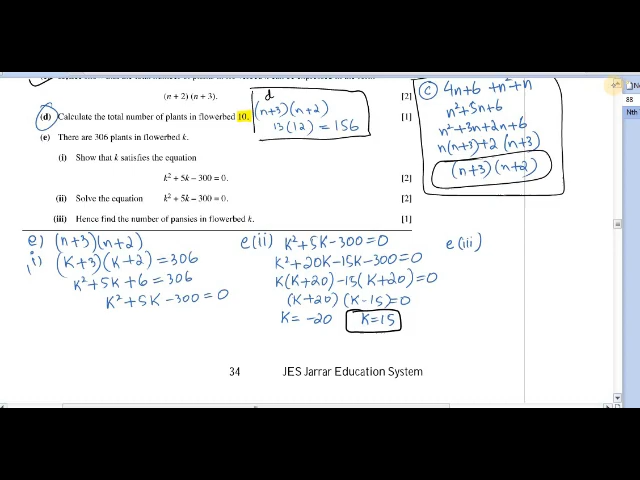 (n + 2) (n + 3). [2]
(d) Calculate the total number of plants in flowerbed 10. [1]
(e) There are 306 plants in flowerbed k.
(i) Show that k satisfies the equation
k² + 5k – 300 = 0. [2]
(ii) Solve the equation k² + 5k – 300 = 0. [2]
(iii) Hence find the number of pansies in flowerbed k. [1]
d
(n+3)(n+2)
13(12) = 156
(c) 4n+6 + n²+n
n²+5n+6
n²+3n+2n+6
n(n+3)+2(n+3)
(n+3)(n+2)
88
Nth
e) (n+3)(n+2)
i) (K+3)(K+2)=306
K²+5K+6=306
K²+5K-300=0
e(ii) K²+5K-300=0
K²+20K-15K-300=0
K(K+20)-15(K+20)=0
(K+20)(K-15)=0
K=-20 K=15
e(iii)
34 JES Jarrar Education System